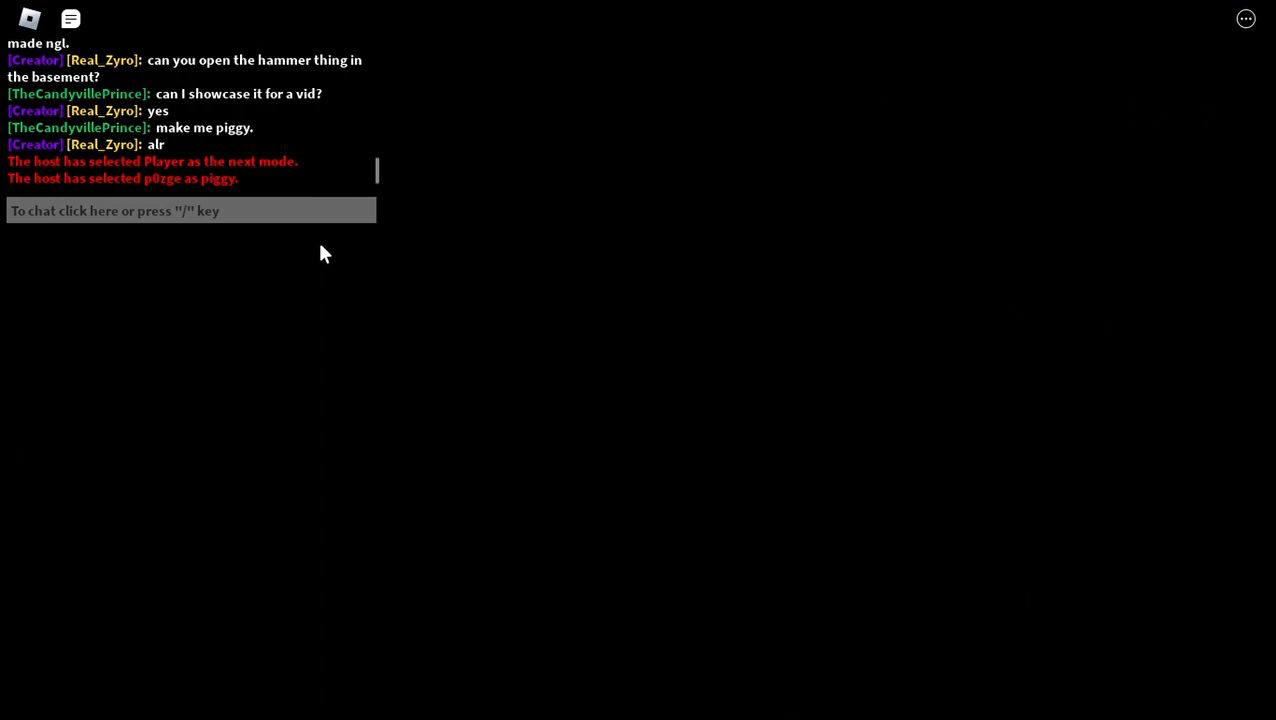 made ngl.
[Creator] [Real_Zyro]: can you open the hammer thing in
the basement?
[TheCandyvillePrince]: can I showcase it for a vid?
[Creator] [Real_Zyro]: yes
[TheCandyvillePrince]: make me piggy.
[Creator] [Real_Zyro]: alr
The host has selected Player as the next mode.
The host has selected p0zge as piggy.
To chat click here or press "/" key